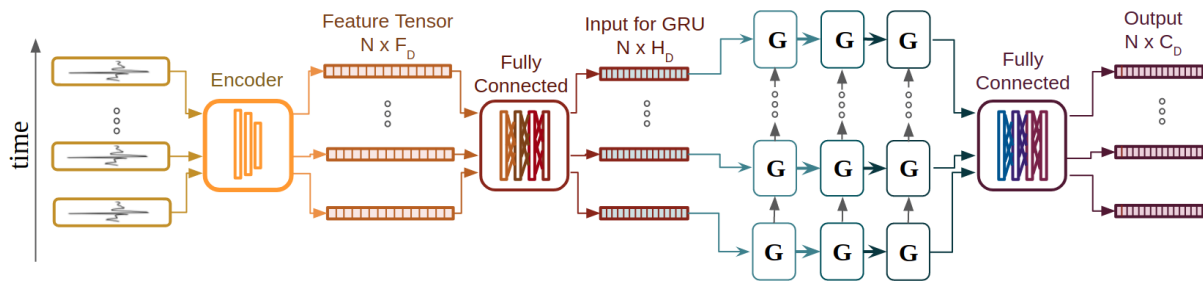 time
Encoder
Feature Tensor
N x F_D
Fully
Connected
Input for GRU
N x H_D
G G G
G G G
G G G
Fully
Connected
Output
N x C_D